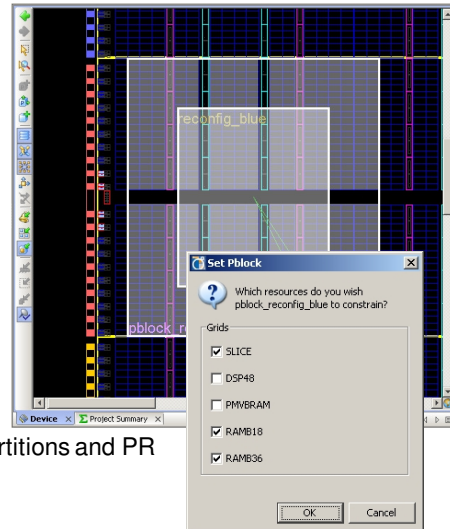 reconfig_blue
Set Pblock
Which resources do you wish
pblock_reconfig_blue to constrain?
pblock_r
Grids
SLICE
DSP48
PMVBRAM
RAMB18
RAMB36
Device × Σ Project Summary ×
rtitions and PR
OK Cancel